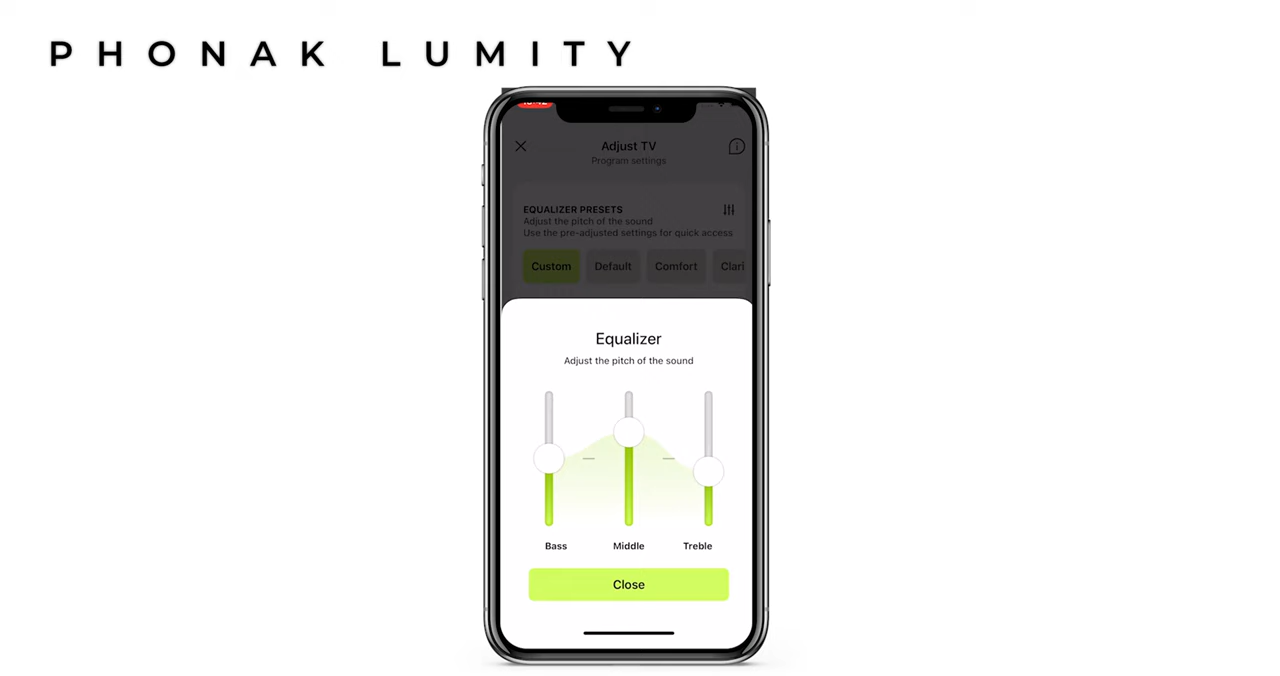 PHONAK LUMITY
Adjust TV
Program settings
EQUALIZER PRESETS
Adjust the pitch of the sound
Use the pre-adjusted settings for quick access
Custom Default Comfort Clari
Equalizer
Adjust the pitch of the sound
Bass Middle Treble
Close